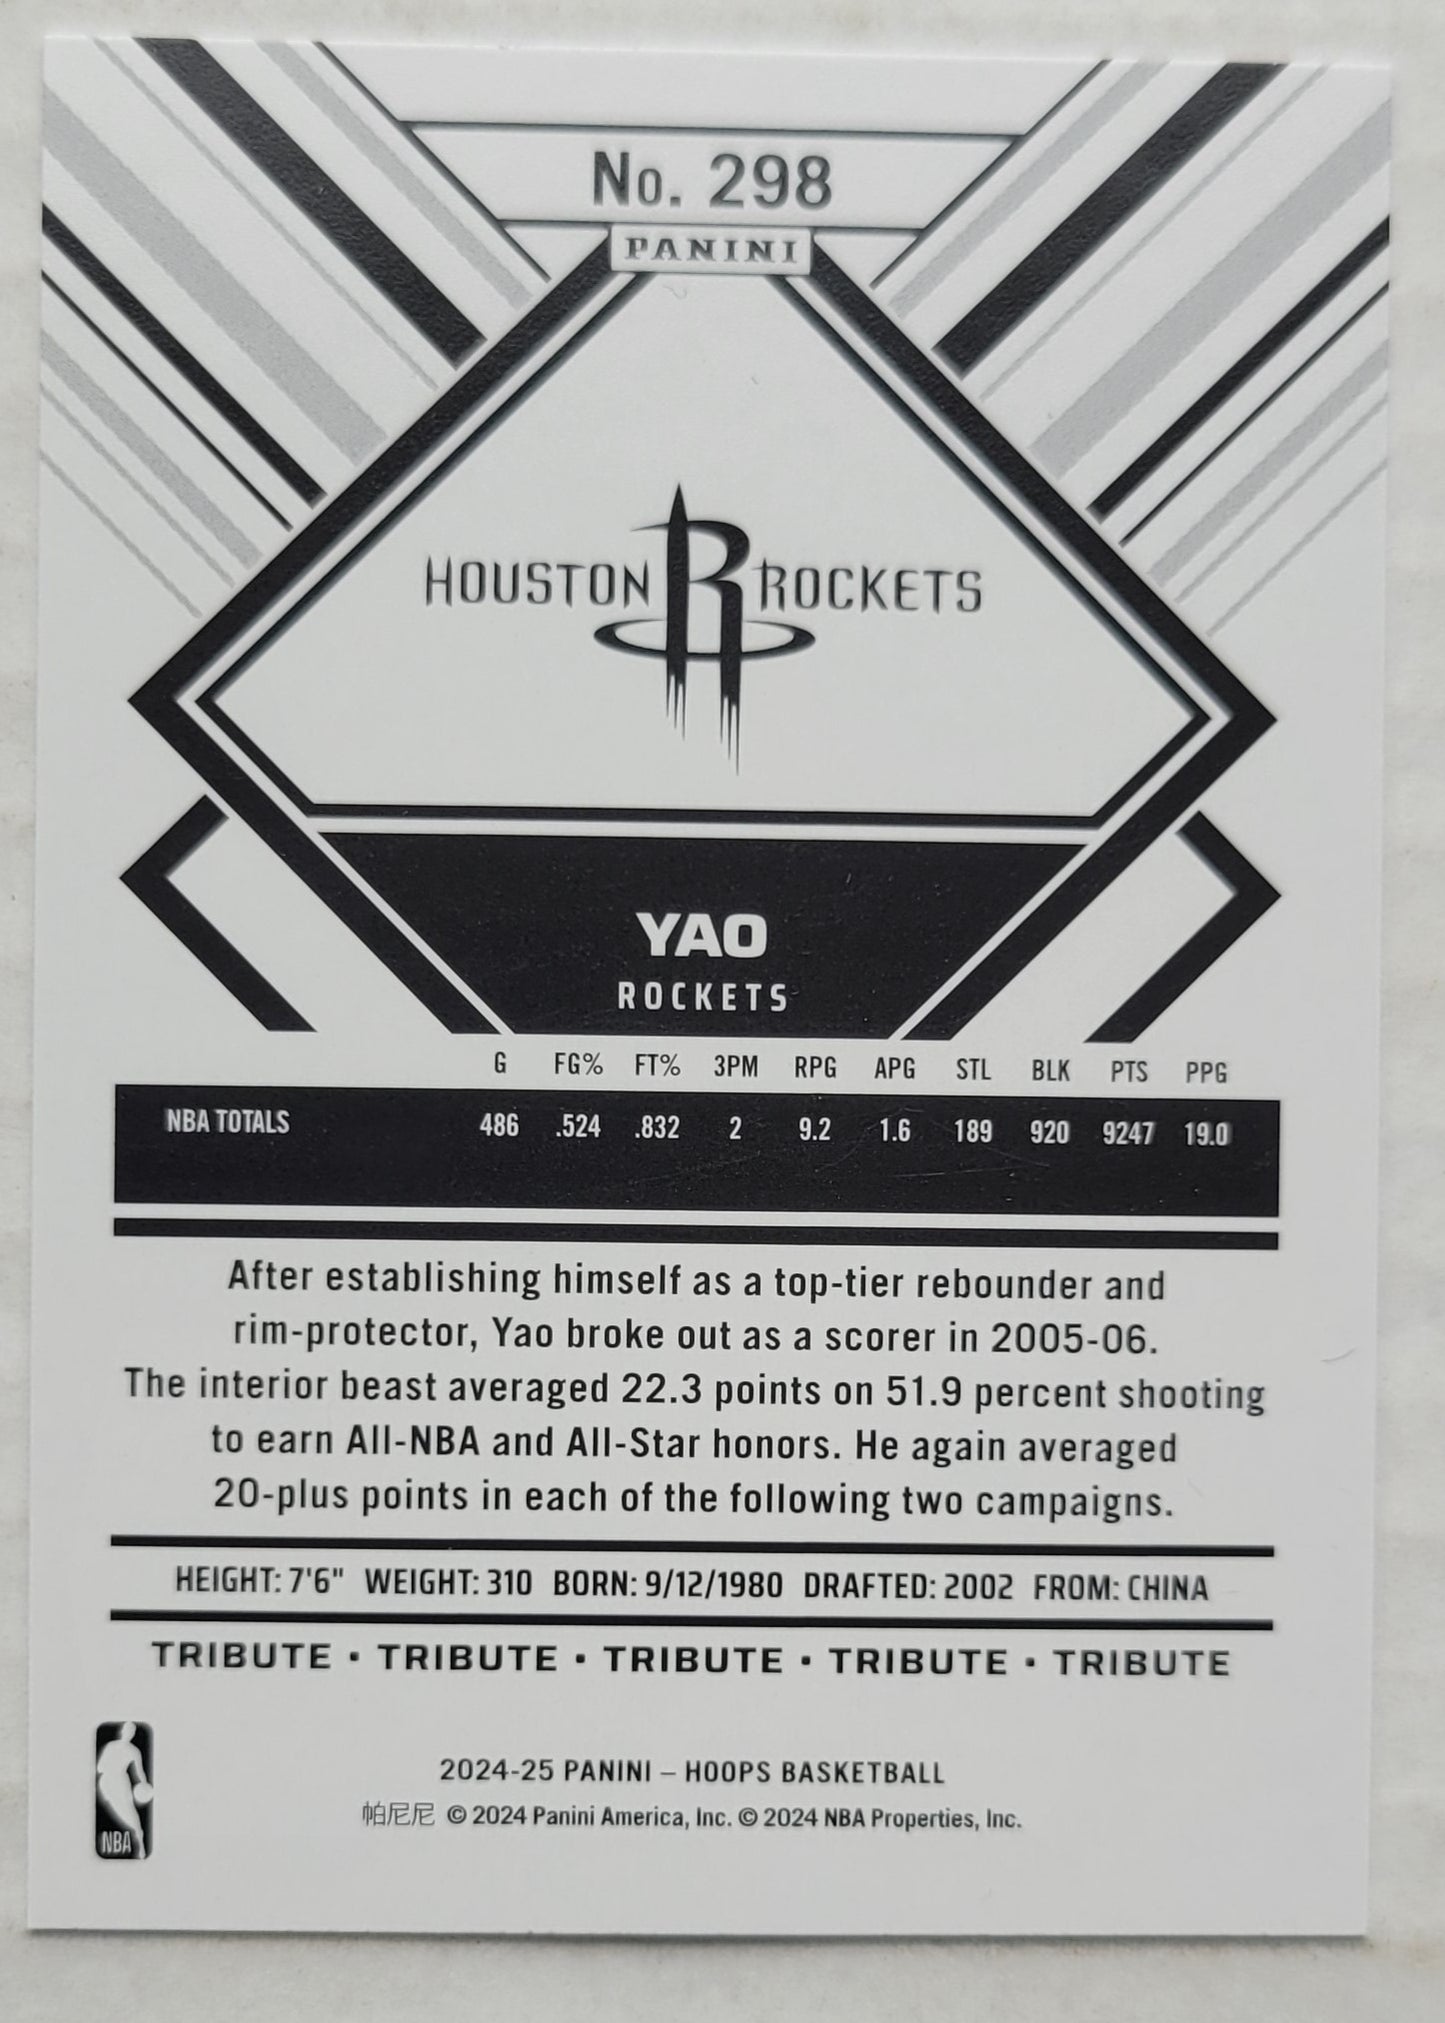 No. 298
PANINI
HOUSTON R ROCKETS
YAO
ROCKETS
G FG% FT% 3PM RPG APG STL BLK PTS PPG
NBA TOTALS 486 .524 .832 2 9.2 1.6 189 920 9247 19.0
After establishing himself as a top-tier rebounder and
rim-protector, Yao broke out as a scorer in 2005-06.
The interior beast averaged 22.3 points on 51.9 percent shooting
to earn All-NBA and All-Star honors. He again averaged
20-plus points in each of the following two campaigns.
HEIGHT: 7'6" WEIGHT: 310 BORN: 9/12/1980 DRAFTED: 2002 FROM: CHINA
TRIBUTE • TRIBUTE • TRIBUTE • TRIBUTE • TRIBUTE
2024-25 PANINI – HOOPS BASKETBALL
帕尼尼 © 2024 Panini America, Inc. © 2024 NBA Properties, Inc.
NBA